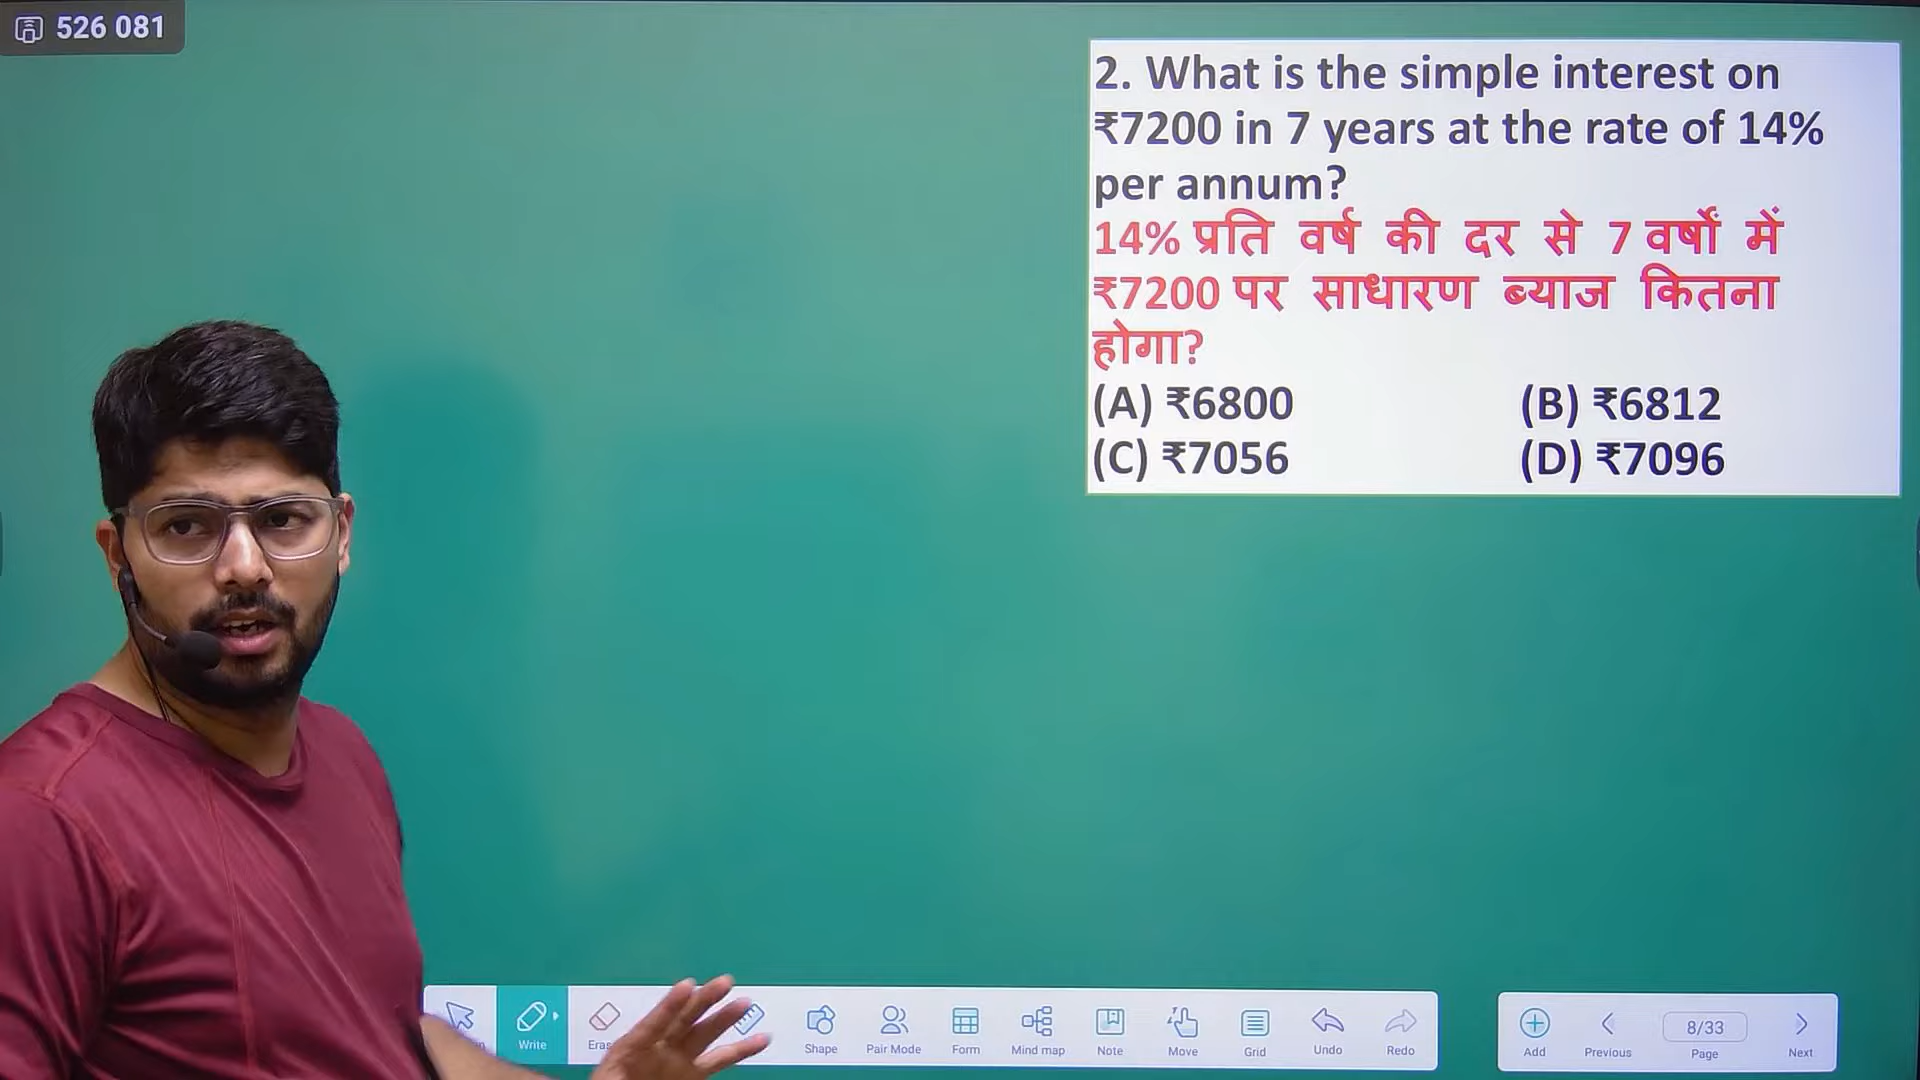 526 081
2. What is the simple interest on
₹7200 in 7 years at the rate of 14%
per annum?
14% प्रति वर्ष की दर से 7 वर्षों में
₹7200 पर साधारण ब्याज कितना
होगा?
(A) ₹6800 (B) ₹6812
(C) ₹7056 (D) ₹7096
Write Shape Pair Mode Form Mind map Note Move Grid Undo Redo
Add Previous 8/33 Page Next